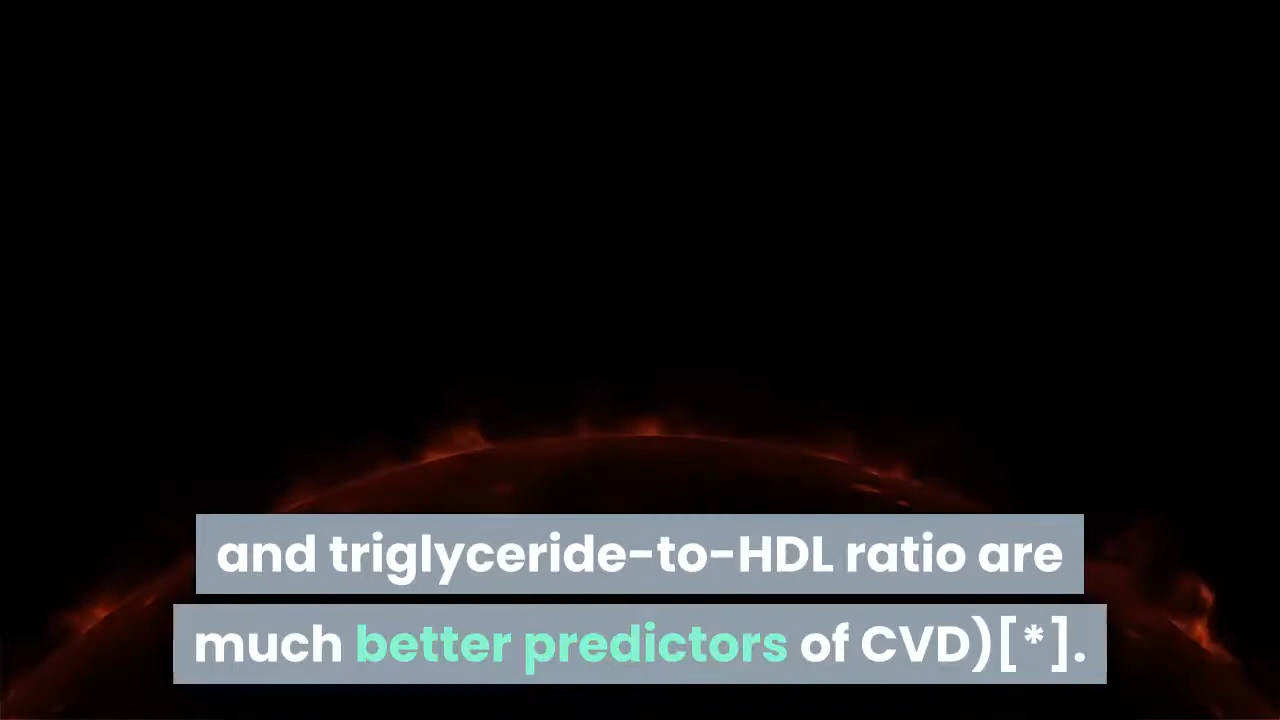 and triglyceride-to-HDL ratio are
much better predictors of CVD)[*].